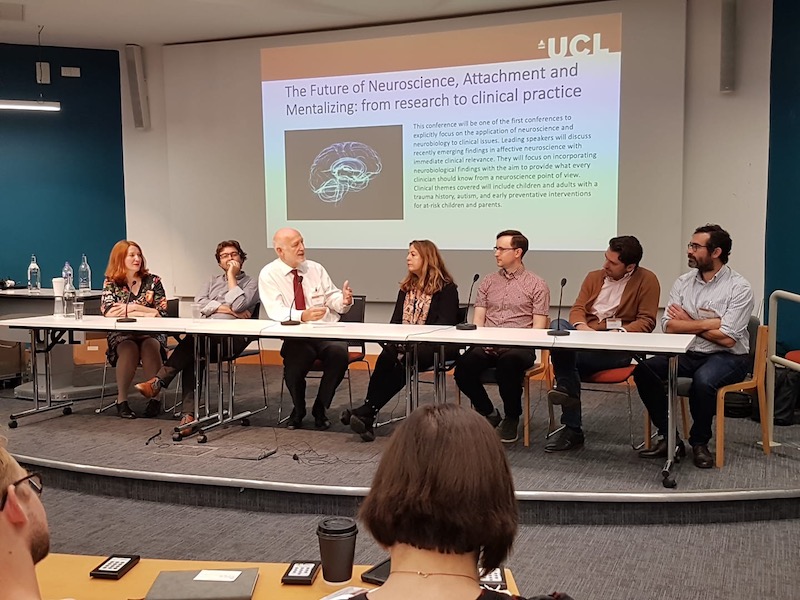 UCL
The Future of Neuroscience, Attachment and
Mentalizing: from research to clinical practice
This conference will be one of the first conferences to
explicitly focus on the application of neuroscience and
neurobiology to clinical issues. Leading speakers will discuss
recently emerging findings in affective neuroscience with
immediate clinical relevance. They will focus on incorporating
neurobiological findings with the aim to provide what every
clinician should know from a neuroscience point of view.
Clinical themes covered will include children and adults with a
trauma history, autism, and early preventative interventions
for at-risk children and parents.
UCL